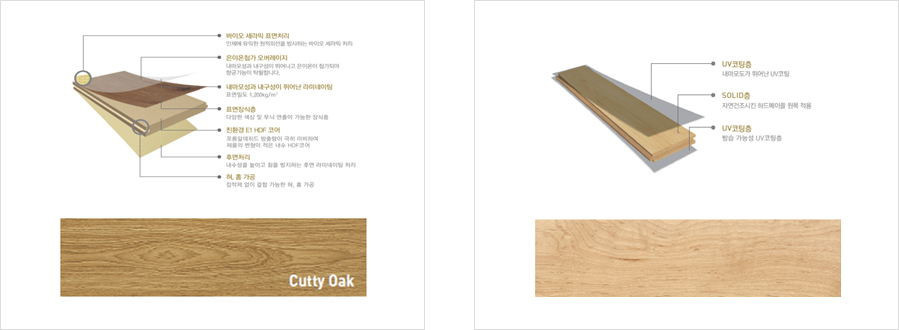 바이오 세라믹 표면처리
인체에 유익한 원적외선을 방사하는 바이오 세라믹 처리
은이온첨가 오버레이지
내마모성과 내구성이 뛰어나고 은이온이 첨가되어
항균기능이 탁월합니다.
내마모성과 내구성이 뛰어난 라미네이팅
표면밀도 1,200kg/m³
표면장식층
다양한 색상 및 무늬 연출이 가능한 장식층
친환경 E1 HDF 코어
포름알데히드 방출량이 극히 미비하며
제품의 변형이 적은 내수 HDF코어
후면처리
내수성을 높이고 휨을 방지하는 후면 라미네이팅 처리
혀, 홈 가공
접착제 없이 결합 가능한 혀, 홈 가공
Cutty Oak
UV코팅층
내마모도가 뛰어난 UV코팅
SOLID층
자연건조시킨 하드메이플 원목 적용
UV코팅층
방습 가능성 UV코팅층